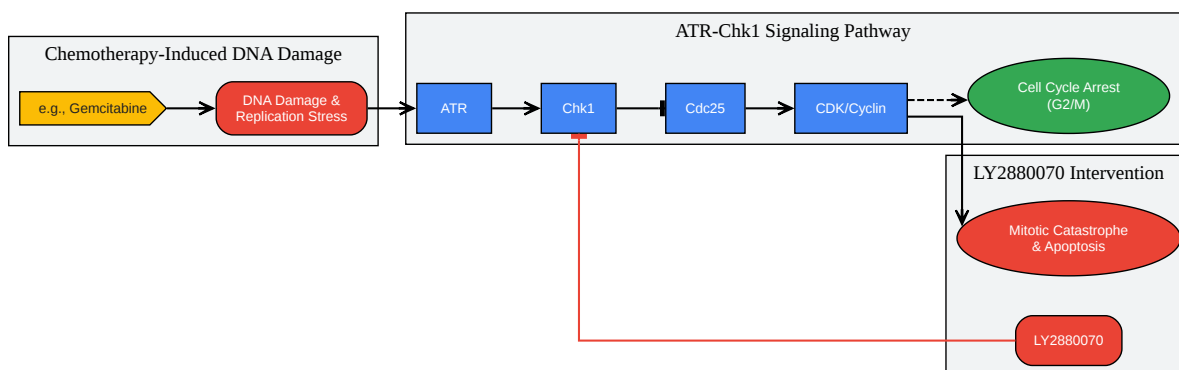 Chemotherapy-Induced DNA Damage
e.g., Gemcitabine
DNA Damage &
Replication Stress
ATR-Chk1 Signaling Pathway
ATR
Chk1
Cdc25
CDK/Cyclin
Cell Cycle Arrest
(G2/M)
LY2880070 Intervention
Mitotic Catastrophe
& Apoptosis
LY2880070